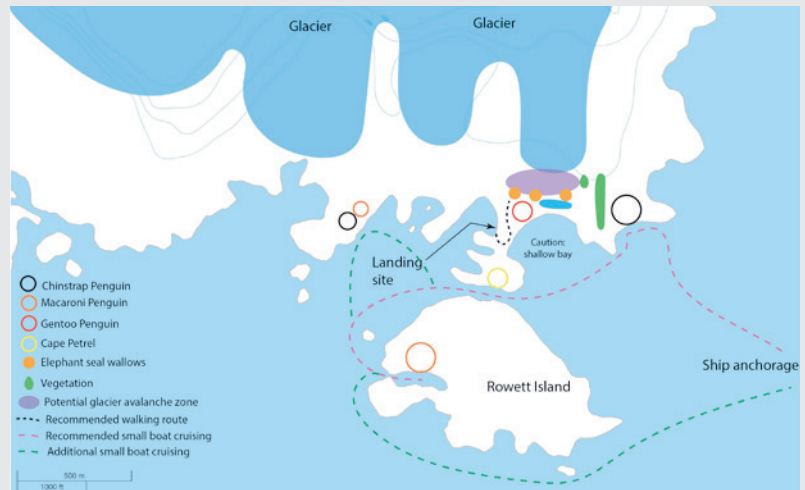 Glacier
Glacier
Landing
site
Caution:
shallow bay
Ship anchorage
Rowett Island
Chinstrap Penguin
Macaroni Penguin
Gentoo Penguin
Cape Petrel
Elephant seal wallows
Vegetation
Potential glacier avalanche zone
Recommended walking route
Recommended small boat cruising
Additional small boat cruising
500 m
1000 ft